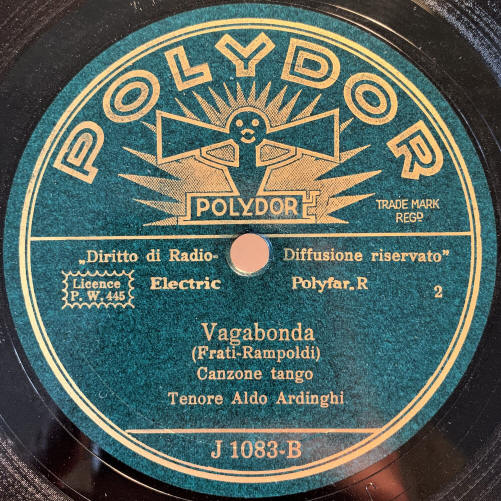 POLYDOR
POLYDOR
TRADE MARK
REGD
„Diritto di Radio- Diffusione riservato”
Licence
P. W. 445
Electric Polyfar. R 2
Vagabonda
(Frati-Rampoldi)
Canzone tango
Tenore Aldo Ardinghi
J 1083-B